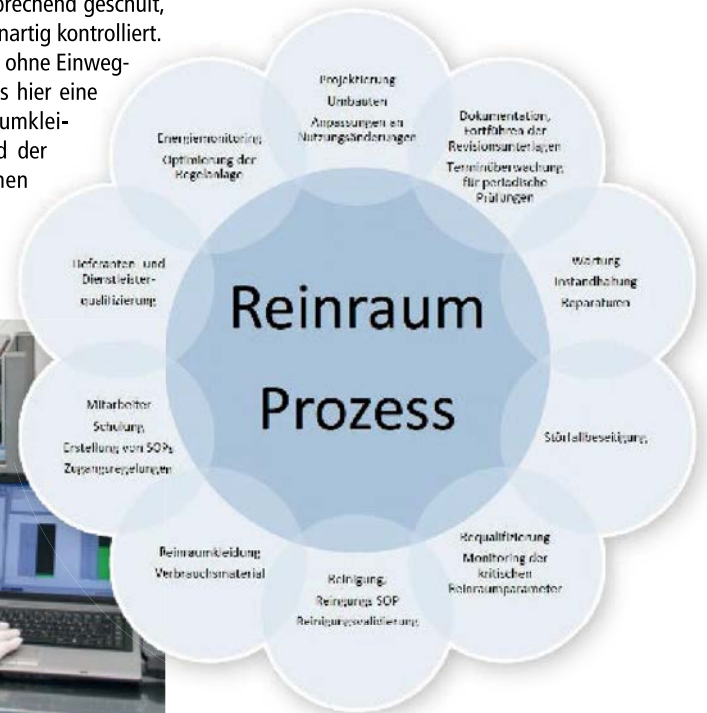 prechend geschult,
nartig kontrolliert.
ohne Einweg-
s hier eine
umklei-
d der
nen
Projektierung
Umbauten
Anpassungen an
Nutzungsänderungen
Dokumentation,
Fortführen der
Revisionsunterlagen
Terminüberwachung
für periodische
Prüfungen
Wartung
Instandhaltung
Reparaturen
Störfallbeseitigung
Requalifizierung
Monitoring der
kritischen
Reinraumparameter
Reinigung,
Reingungs SOP
Reinigungsvalidierung
Reinraumkleidung
Verbrauchsmaterial
Mitarbeiter
Schulung
Erstellung von SOPs
Zugangsregelungen
Lieferanten und
Dienstleister-
qualifizierung
Energiemonitoring
Optimierung der
Regelanlage
Reinraum
Prozess